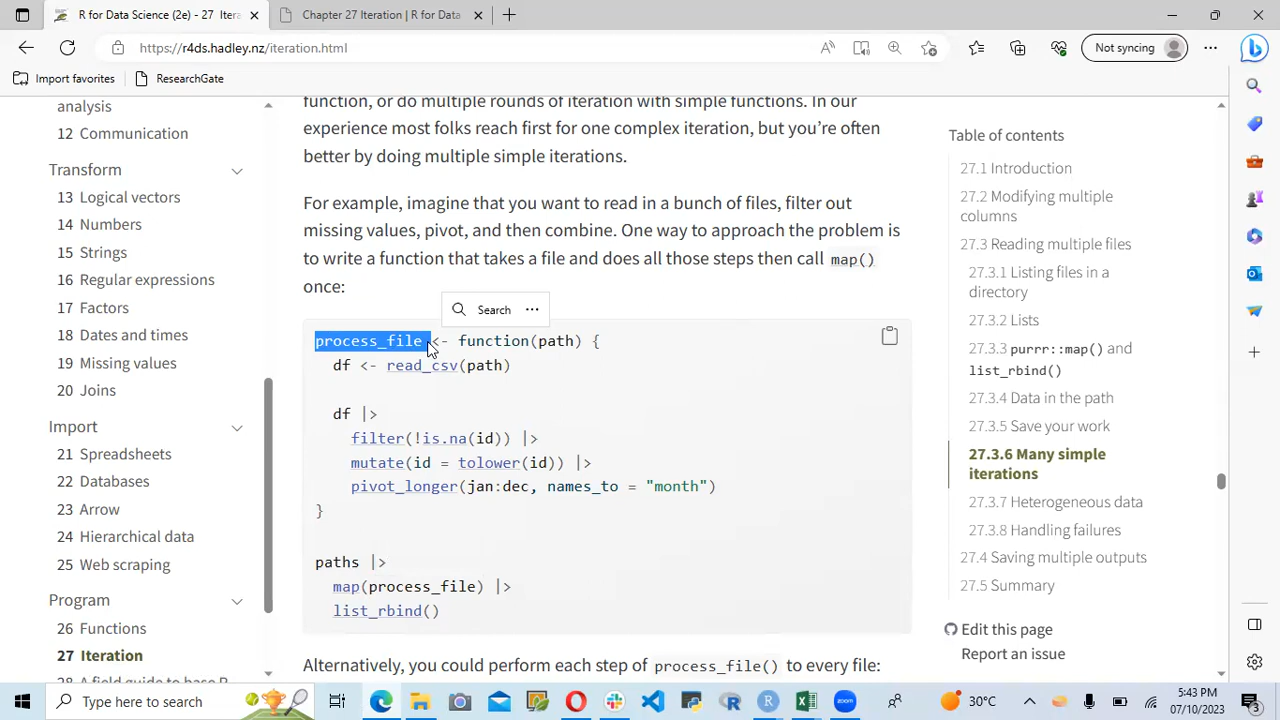 R for Data Science (2e) - 27 Itera
Chapter 27 Iteration | R for Data
https://r4ds.hadley.nz/iteration.html
Not syncing
Import favorites
ResearchGate
analysis
12 Communication
Transform
13 Logical vectors
14 Numbers
15 Strings
16 Regular expressions
17 Factors
18 Dates and times
19 Missing values
20 Joins
Import
21 Spreadsheets
22 Databases
23 Arrow
24 Hierarchical data
25 Web scraping
Program
26 Functions
27 Iteration
28 A field guide to base R
function, or do multiple rounds of iteration with simple functions. In our
experience most folks reach first for one complex iteration, but you're often
better by doing multiple simple iterations.
For example, imagine that you want to read in a bunch of files, filter out
missing values, pivot, and then combine. One way to approach the problem is
to write a function that takes a file and does all those steps then call map()
once:
Search
process_file <- function(path) {
df <- read_csv(path)
df |>
filter(!is.na(id)) |>
mutate(id = tolower(id)) |>
pivot_longer(jan:dec, names_to = "month")
}
paths |>
map(process_file) |>
list_rbind()
Alternatively, you could perform each step of process_file() to every file:
Table of contents
27.1 Introduction
27.2 Modifying multiple
columns
27.3 Reading multiple files
27.3.1 Listing files in a
directory
27.3.2 Lists
27.3.3 purrr::map() and
list_rbind()
27.3.4 Data in the path
27.3.5 Save your work
27.3.6 Many simple
iterations
27.3.7 Heterogeneous data
27.3.8 Handling failures
27.4 Saving multiple outputs
27.5 Summary
Edit this page
Report an issue
Type here to search
30°C
5:43 PM
07/10/2023
3